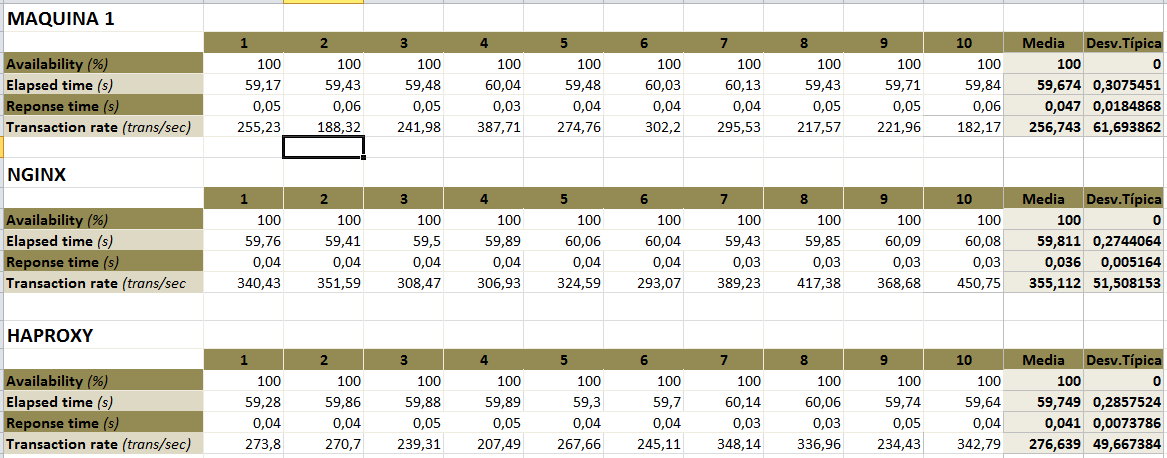 MAQUINA 1
1 2 3 4 5 6 7 8 9 10 Media Desv.Típica
Availability (%) 100 100 100 100 100 100 100 100 100 100 100 0
Elapsed time (s) 59,17 59,43 59,48 60,04 59,48 60,03 60,13 59,43 59,71 59,84 59,674 0,3075451
Reponse time (s) 0,05 0,06 0,05 0,03 0,04 0,04 0,04 0,05 0,05 0,06 0,047 0,0184868
Transaction rate (trans/sec) 255,23 188,32 241,98 387,71 274,76 302,2 295,53 217,57 221,96 182,17 256,743 61,693862
NGINX
1 2 3 4 5 6 7 8 9 10 Media Desv.Típica
Availability (%) 100 100 100 100 100 100 100 100 100 100 100 0
Elapsed time (s) 59,76 59,41 59,5 59,89 60,06 60,04 59,43 59,85 60,09 60,08 59,811 0,2744064
Reponse time (s) 0,04 0,04 0,04 0,04 0,04 0,04 0,03 0,03 0,03 0,03 0,036 0,005164
Transaction rate (trans/sec 340,43 351,59 308,47 306,93 324,59 293,07 389,23 417,38 368,68 450,75 355,112 51,508153
HAPROXY
1 2 3 4 5 6 7 8 9 10 Media Desv.Típica
Availability (%) 100 100 100 100 100 100 100 100 100 100 100 0
Elapsed time (s) 59,28 59,86 59,88 59,89 59,3 59,7 60,14 60,06 59,74 59,64 59,749 0,2857524
Reponse time (s) 0,04 0,04 0,05 0,05 0,04 0,04 0,03 0,03 0,05 0,04 0,041 0,0073786
Transaction rate (trans/sec) 273,8 270,7 239,31 207,49 267,66 245,11 348,14 336,96 234,43 342,79 276,639 49,667384